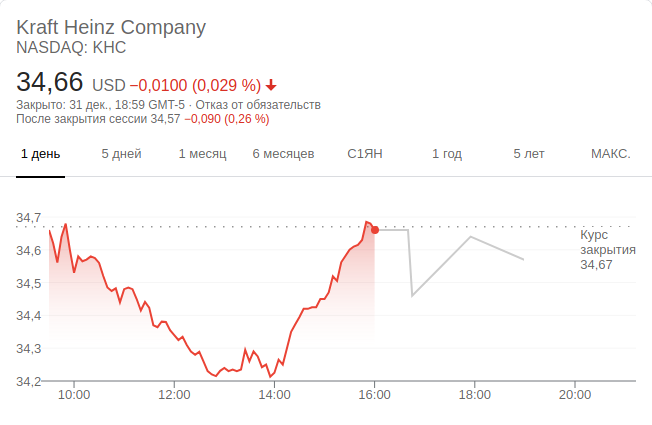 Kraft Heinz Company
NASDAQ: KHC
34,66 USD −0,0100 (0,029 %)
Закрыто: 31 дек., 18:59 GMT-5 · Отказ от обязательств
После закрытия сессии 34,57 −0,090 (0,26 %)
1 день 5 дней 1 месяц 6 месяцев С1ЯН 1 год 5 лет МАКС.
34,7
34,6
34,5
34,4
34,3
34,2
Курс
закрытия
34,67
10:00 12:00 14:00 16:00 18:00 20:00